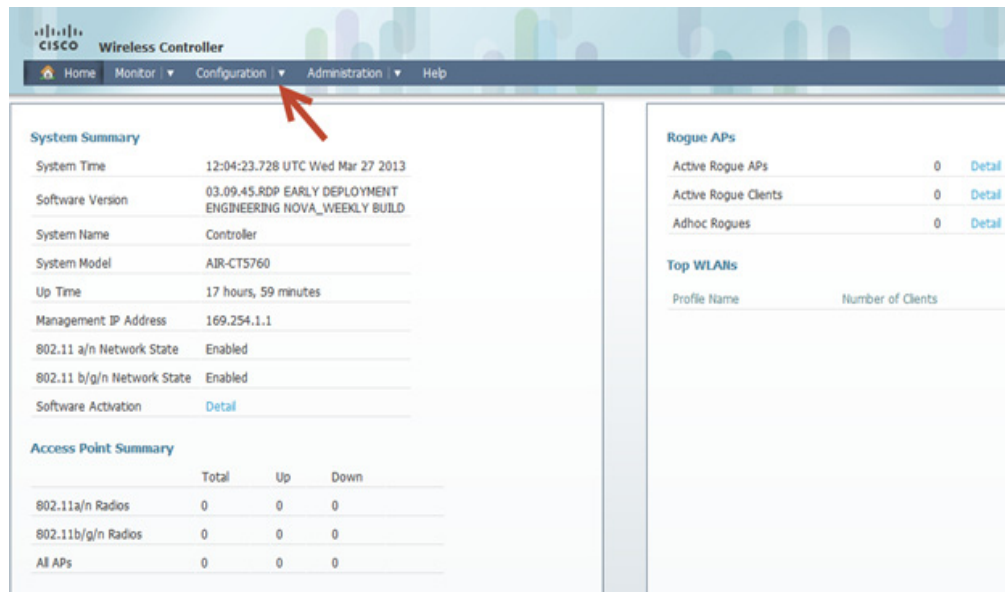 CISCO Wireless Controller
Home Monitor Configuration Administration Help
System Summary
System Time 12:04:23.728 UTC Wed Mar 27 2013
Software Version 03.09.45.RDP EARLY DEPLOYMENT
ENGINEERING NOVA_WEEKLY BUILD
System Name Controller
System Model AIR-CT5760
Up Time 17 hours, 59 minutes
Management IP Address 169.254.1.1
802.11 a/n Network State Enabled
802.11 b/g/n Network State Enabled
Software Activation Detail
Access Point Summary
Total Up Down
802.11a/n Radios 0 0 0
802.11b/g/n Radios 0 0 0
All APs 0 0 0
Rogue APs
Active Rogue APs 0 Detail
Active Rogue Clients 0 Detail
Adhoc Rogues 0 Detail
Top WLANs
Profile Name Number of Clients